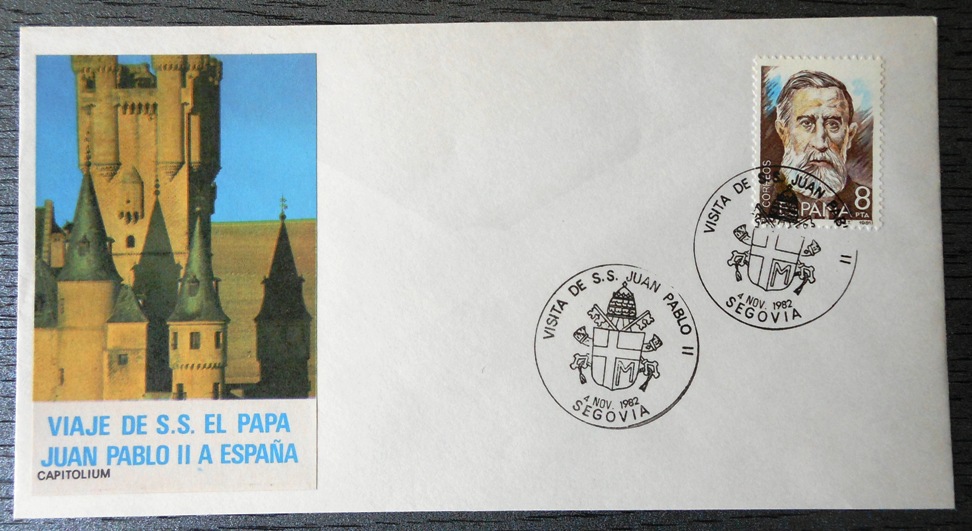 VIAJE DE S.S. EL PAPA
JUAN PABLO II A ESPAÑA
CAPITOLIUM
CORREOS
8
PTA
VISITA DE S.S. JUAN PABLO II
M
4 NOV. 1982
SEGOVIA
VISITA DE S.S. JUAN II
M
4 NOV. 1982
SEGOVIA